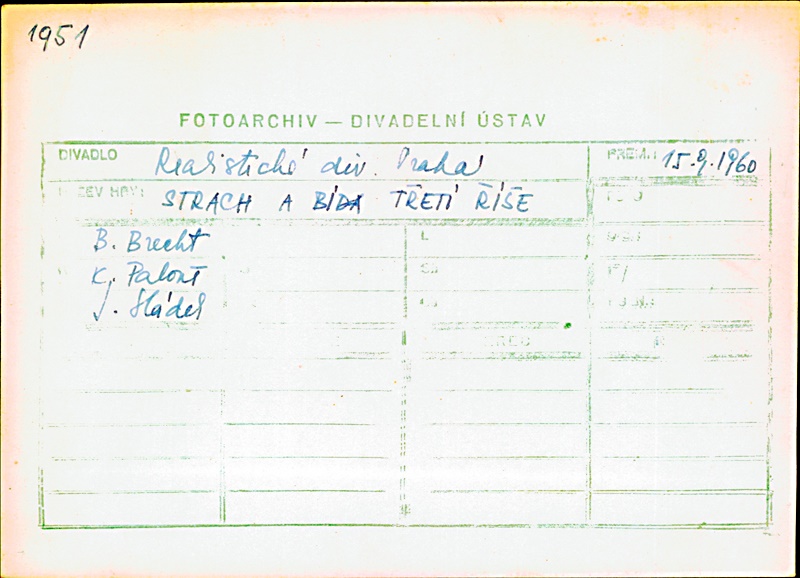 1951
FOTOARCHIV — DIVADELNÍ ÚSTAV
DIVADLO Realistické div. Praha PREM.: 15.9.1960
STRACH A BÍDA TŘETÍ ŘÍŠE
B. Brecht
K. Palouš
J. Sládek